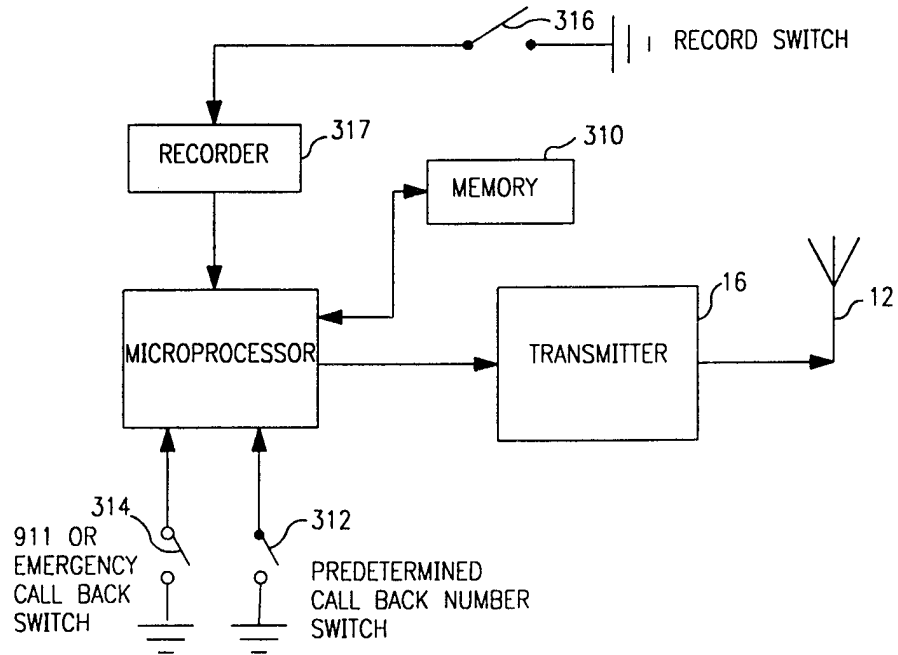 316
RECORD SWITCH
317
RECORDER
310
MEMORY
16
12
MICROPROCESSOR
TRANSMITTER
314
312
911 OR
EMERGENCY
CALL BACK
SWITCH
PREDETERMINED
CALL BACK NUMBER
SWITCH